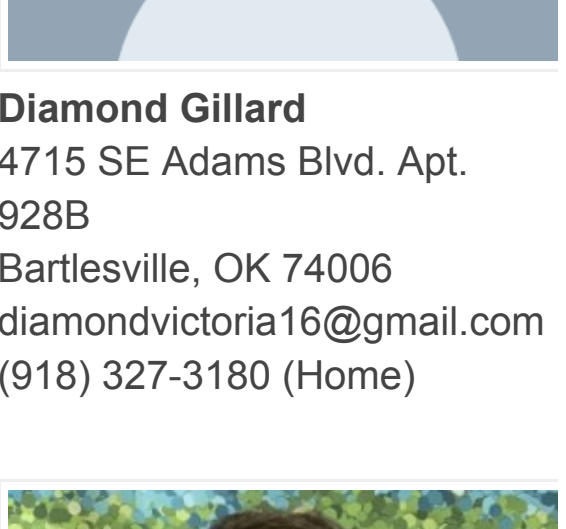 Diamond Gillard
4715 SE Adams Blvd. Apt.
928B
Bartlesville, OK 74006
diamondvictoria16@gmail.com
(918) 327-3180 (Home)